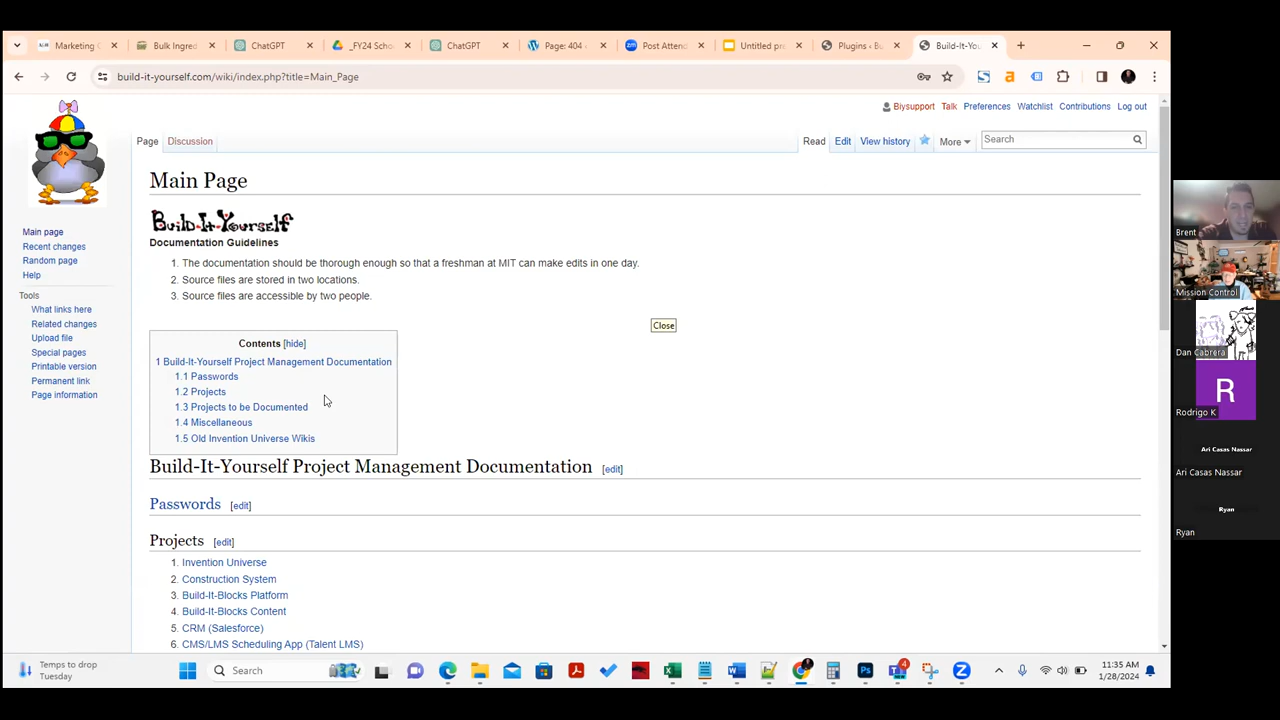 Marketing
Bulk Ingred
ChatGPT
_FY24 Scho
ChatGPT
Page: 404
Post Attend
Untitled pr
Plugins ‹ Bu
Build-It-You
build-it-yourself.com/wiki/index.php?title=Main_Page
Biysupport Talk Preferences Watchlist Contributions Log out
Page Discussion
Read Edit View history More Search
Main Page
Build-It-Yourself
Documentation Guidelines
1. The documentation should be thorough enough so that a freshman at MIT can make edits in one day.
2. Source files are stored in two locations.
3. Source files are accessible by two people.
Close
Main page
Recent changes
Random page
Help
Tools
What links here
Related changes
Upload file
Special pages
Printable version
Permanent link
Page information
Contents [hide]
1 Build-It-Yourself Project Management Documentation
1.1 Passwords
1.2 Projects
1.3 Projects to be Documented
1.4 Miscellaneous
1.5 Old Invention Universe Wikis
Build-It-Yourself Project Management Documentation [edit]
Passwords [edit]
Projects [edit]
1. Invention Universe
2. Construction System
3. Build-It-Blocks Platform
4. Build-It-Blocks Content
5. CRM (Salesforce)
6. CMS/LMS Scheduling App (Talent LMS)
Brent
Mission Control
Dan Cabrera
R
Rodrigo K
Ari Casas Nassar
Ari Casas Nassar
Ryan
Ryan
Temps to drop
Tuesday
Search
4
11:35 AM
1/28/2024